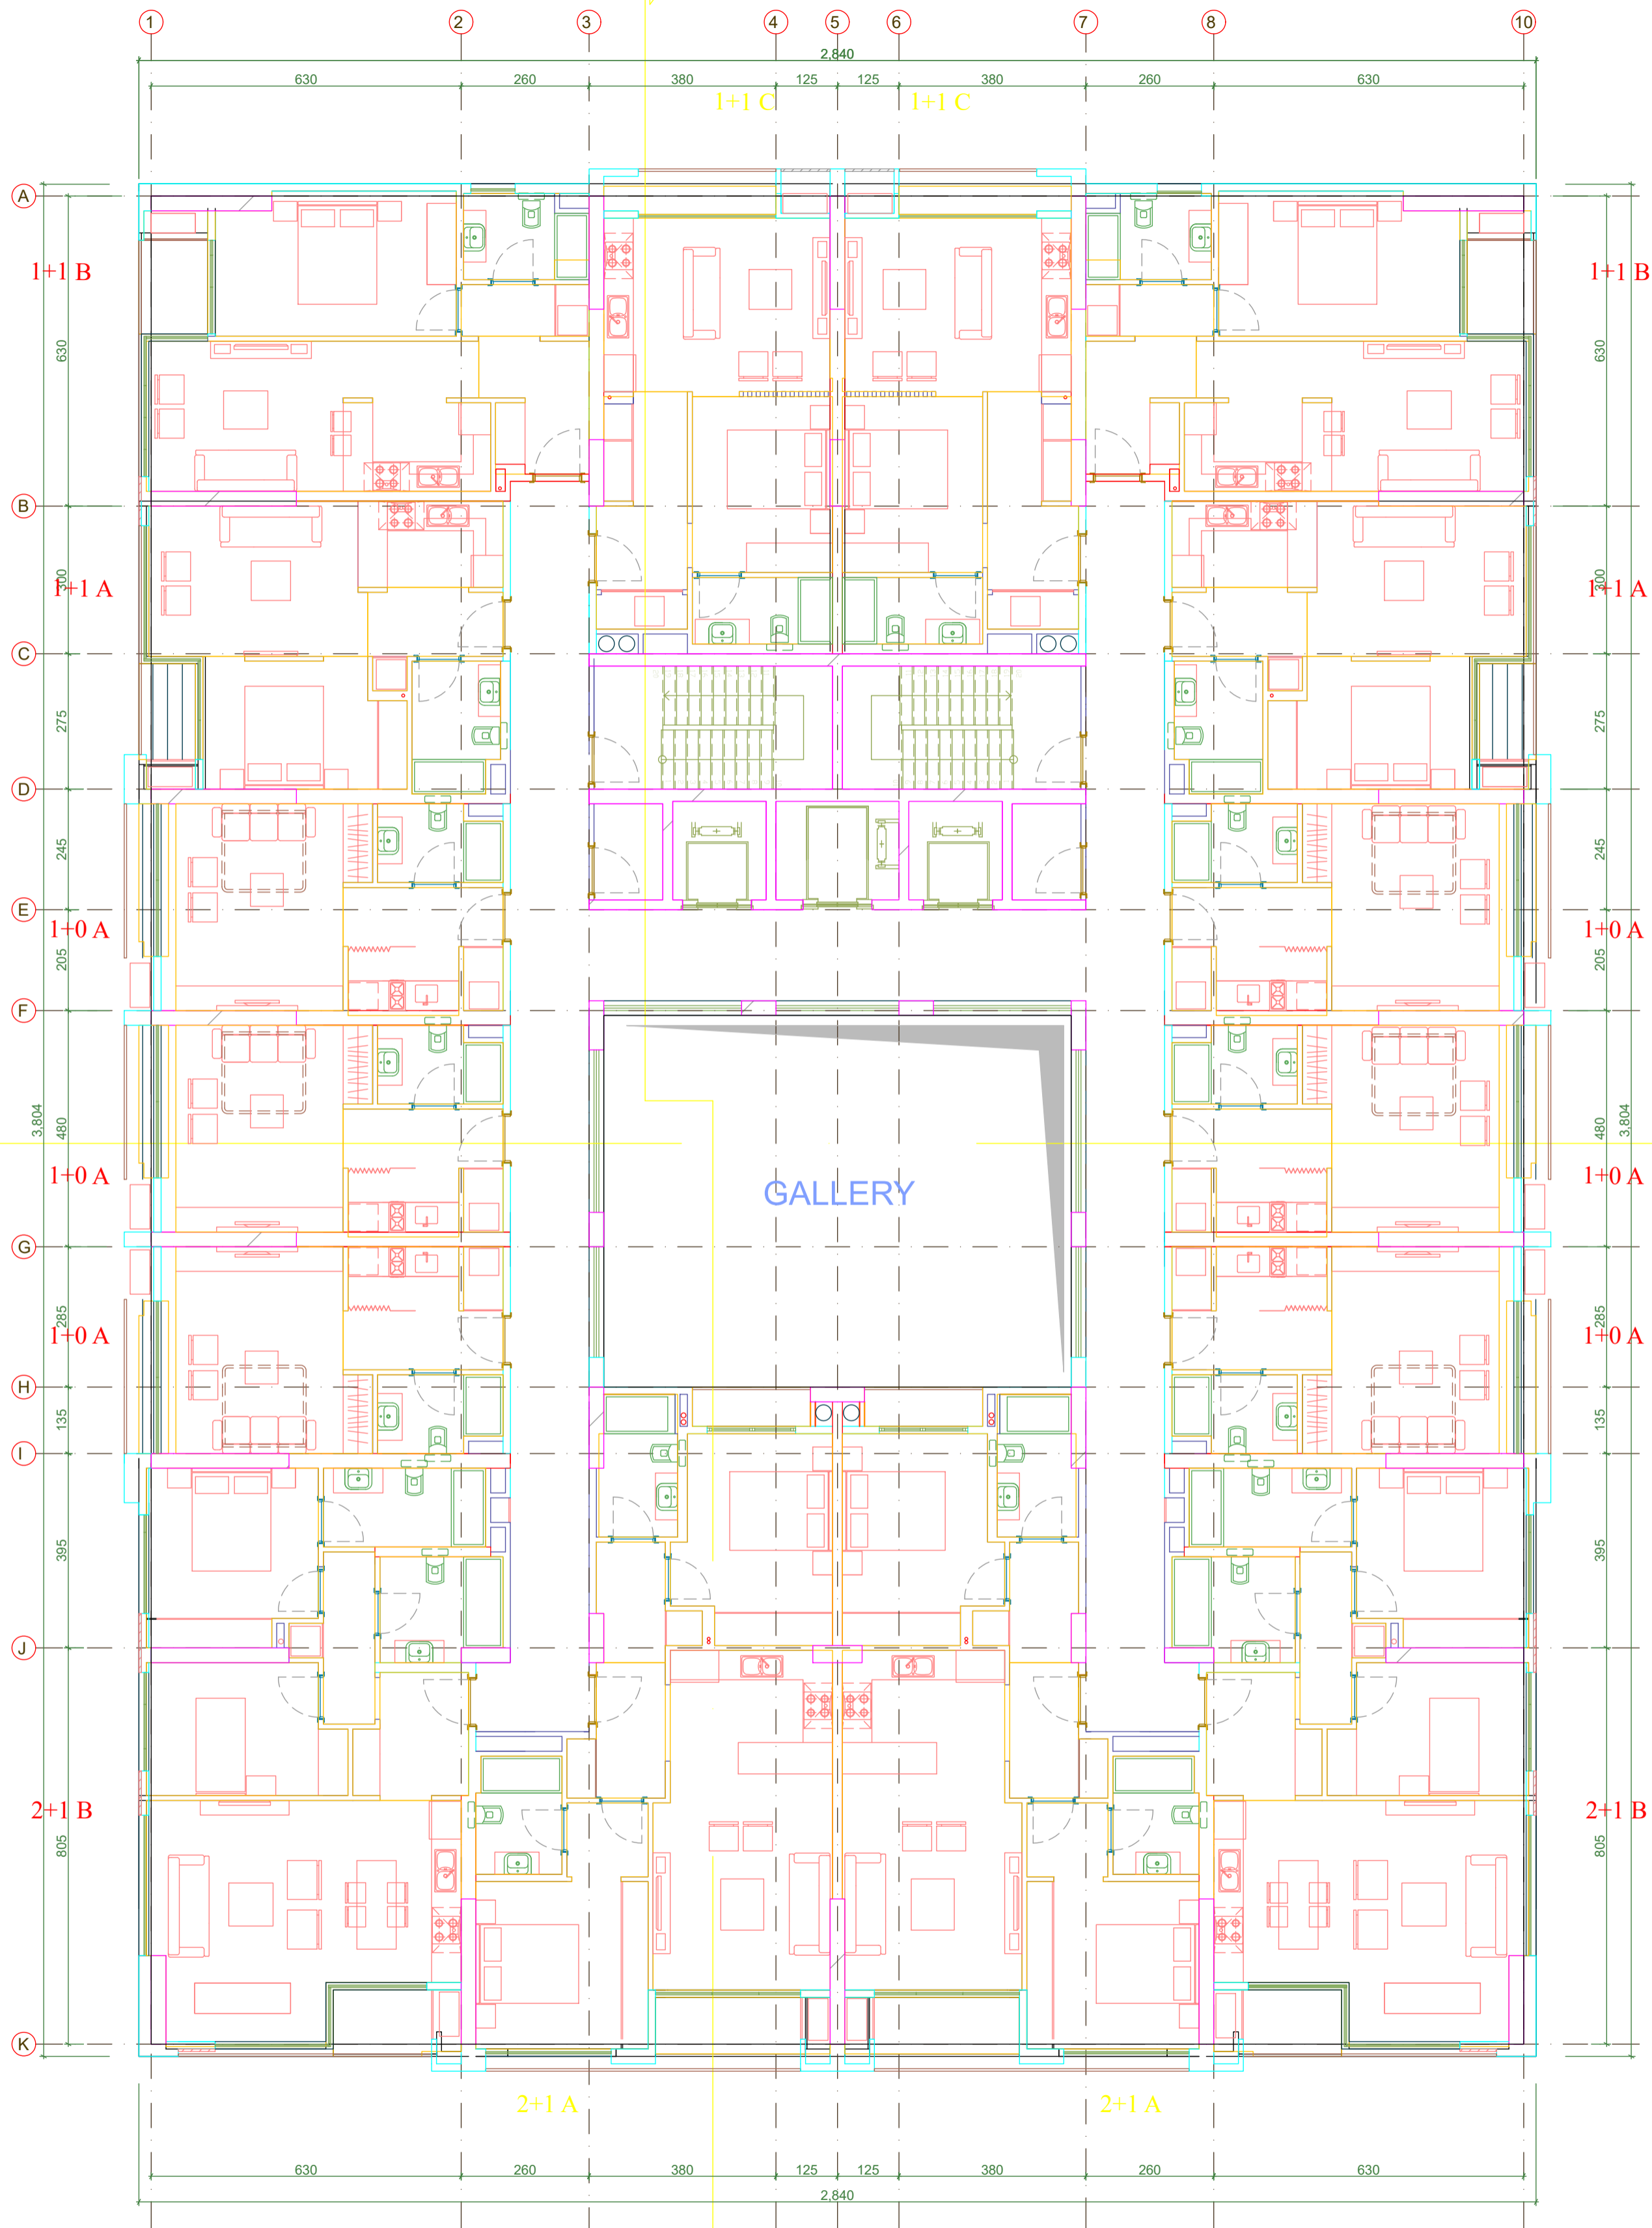 1 2 3 4 5 6 7 8 10
2,840
630 260 380 125 125 380 260 630
1+1 C 1+1 C
A
1+1 B 1+1 B
630 630
B
300 300
1+1 A 1+1 A
C
275 275
D
245 245
E
1+0 A 1+0 A
205 205
F
3,804 480 480 3,804
1+0 A 1+0 A
GALLERY
G
285 285
1+0 A 1+0 A
H
135 135
I
395 395
J
2+1 B 2+1 B
805 805
K
2+1 A 2+1 A
630 260 380 125 125 380 260 630
2,840